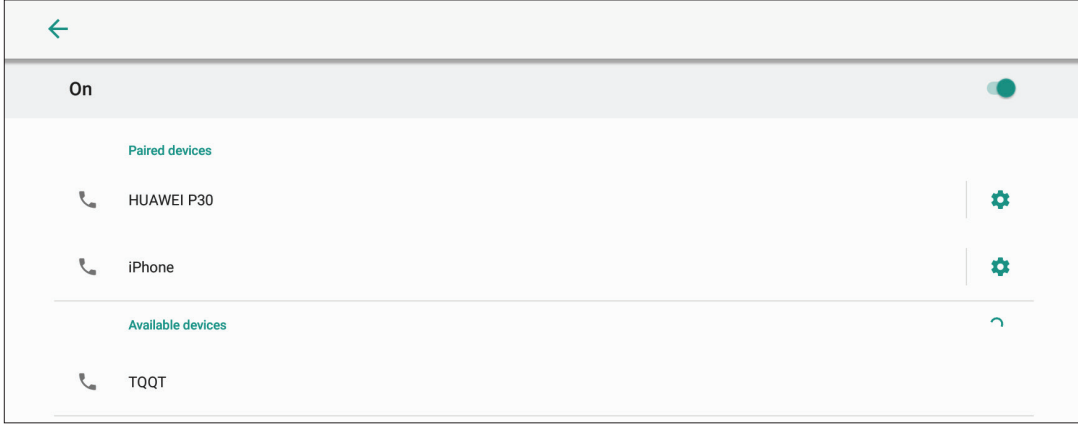 On
Paired devices
HUAWEI P30
iPhone
Available devices
TQQT